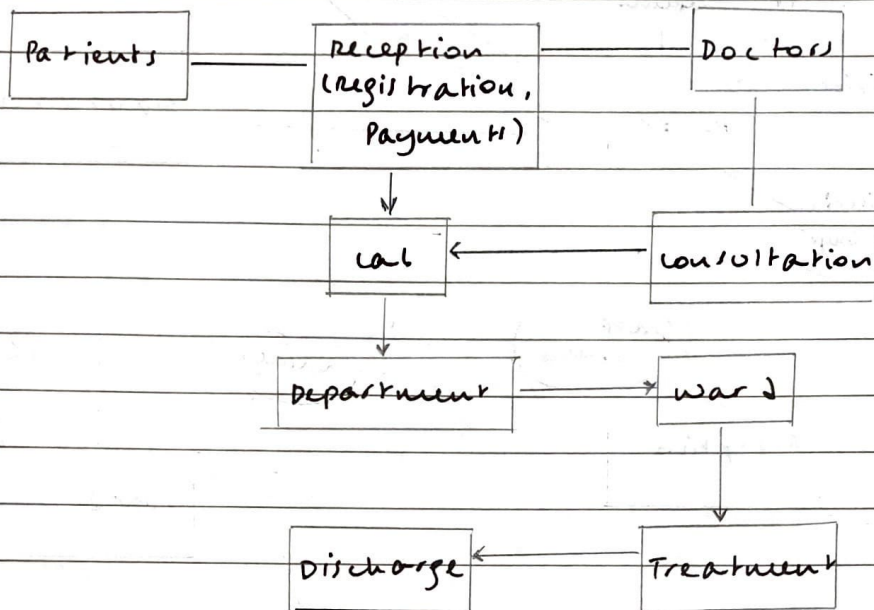 Patients
Reception
(Registration,
Payments)
Doctors
Lab
Consultation
Department
Ward
Treatment
Discharge